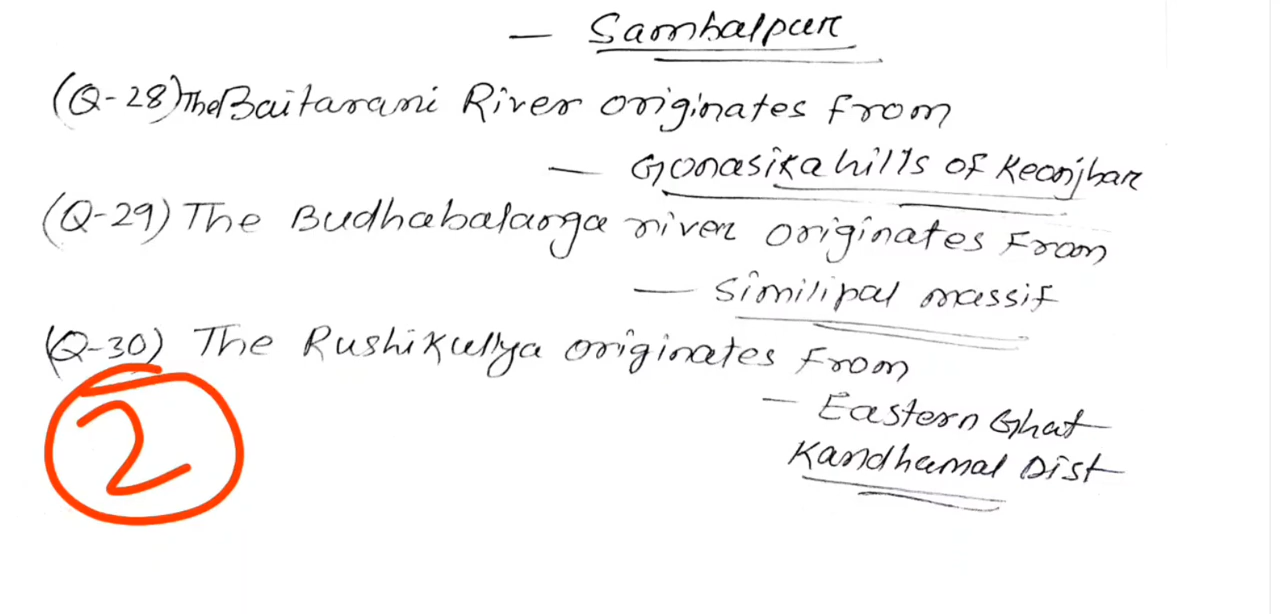 — Sambalpur
(Q-28) The Baitarani River originates from
— Gonasika hills of Keonjhar
(Q-29) The Budhabalanga river originates From
— Similipal massif
(Q-30) The Rushikullya originates From
— Eastern Ghat
Kandhamal Dist
2